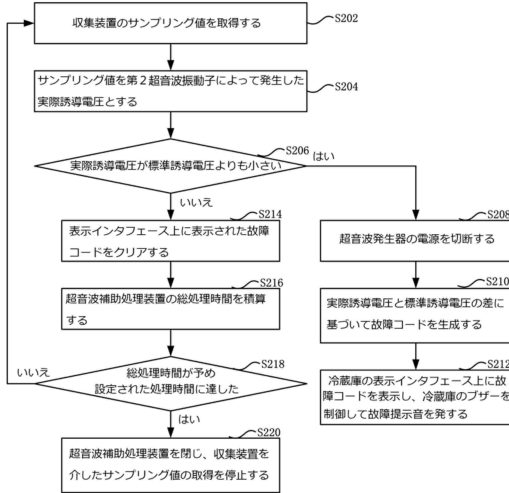 収集装置のサンプリング値を取得する
S202
サンプリング値を第2超音波振動子によって発生した
実際誘導電圧とする
S204
実際誘導電圧が標準誘導電圧よりも小さい
S206
はい
いいえ
S214
表示インタフェース上に表示された故障
コードをクリアする
S216
超音波補助処理装置の総処理時間を積算
する
S218
総処理時間が予め
設定された処理時間に達した
いいえ
はい
S220
超音波補助処理装置を閉じ、収集装置を
介したサンプリング値の取得を停止する
S208
超音波発生器の電源を切断する
S210
実際誘導電圧と標準誘導電圧の差に
基づいて故障コードを生成する
S212
冷蔵庫の表示インタフェース上に故
障コードを表示し、冷蔵庫のブザーを
制御して故障提示音を発する